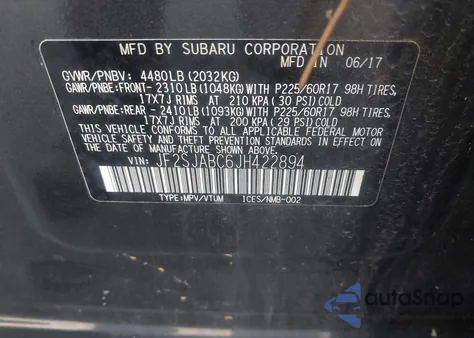 MFD BY SUBARU CORPORATION
MFD IN 06/17
GVWR/PNBV: 4480LB (2032KG)
GAWR/PNBE:FRONT- 2310LB (1048KG)WITH P225/60R17 98H TIRES,
17X7J RIMS AT 210 KPA (30 PSI)COLD
GAWR/PNBE:REAR - 2410LB (1093KG)WITH P225/60R17 98H TIRES,
17X7J RIMS AT 200 KPA (29 PSI)COLD
THIS VEHICLE CONFORMS TO ALL APPLICABLE FEDERAL MOTOR
VEHICLE SAFETY STANDARDS IN EFFECT
ON THE DATE OF MANUFACTURE SHOWN ABOVE.
VIN: JF2SJABC6JH422894
TYPE:MPV/VTUM ICES/NMB-002
autoSnap